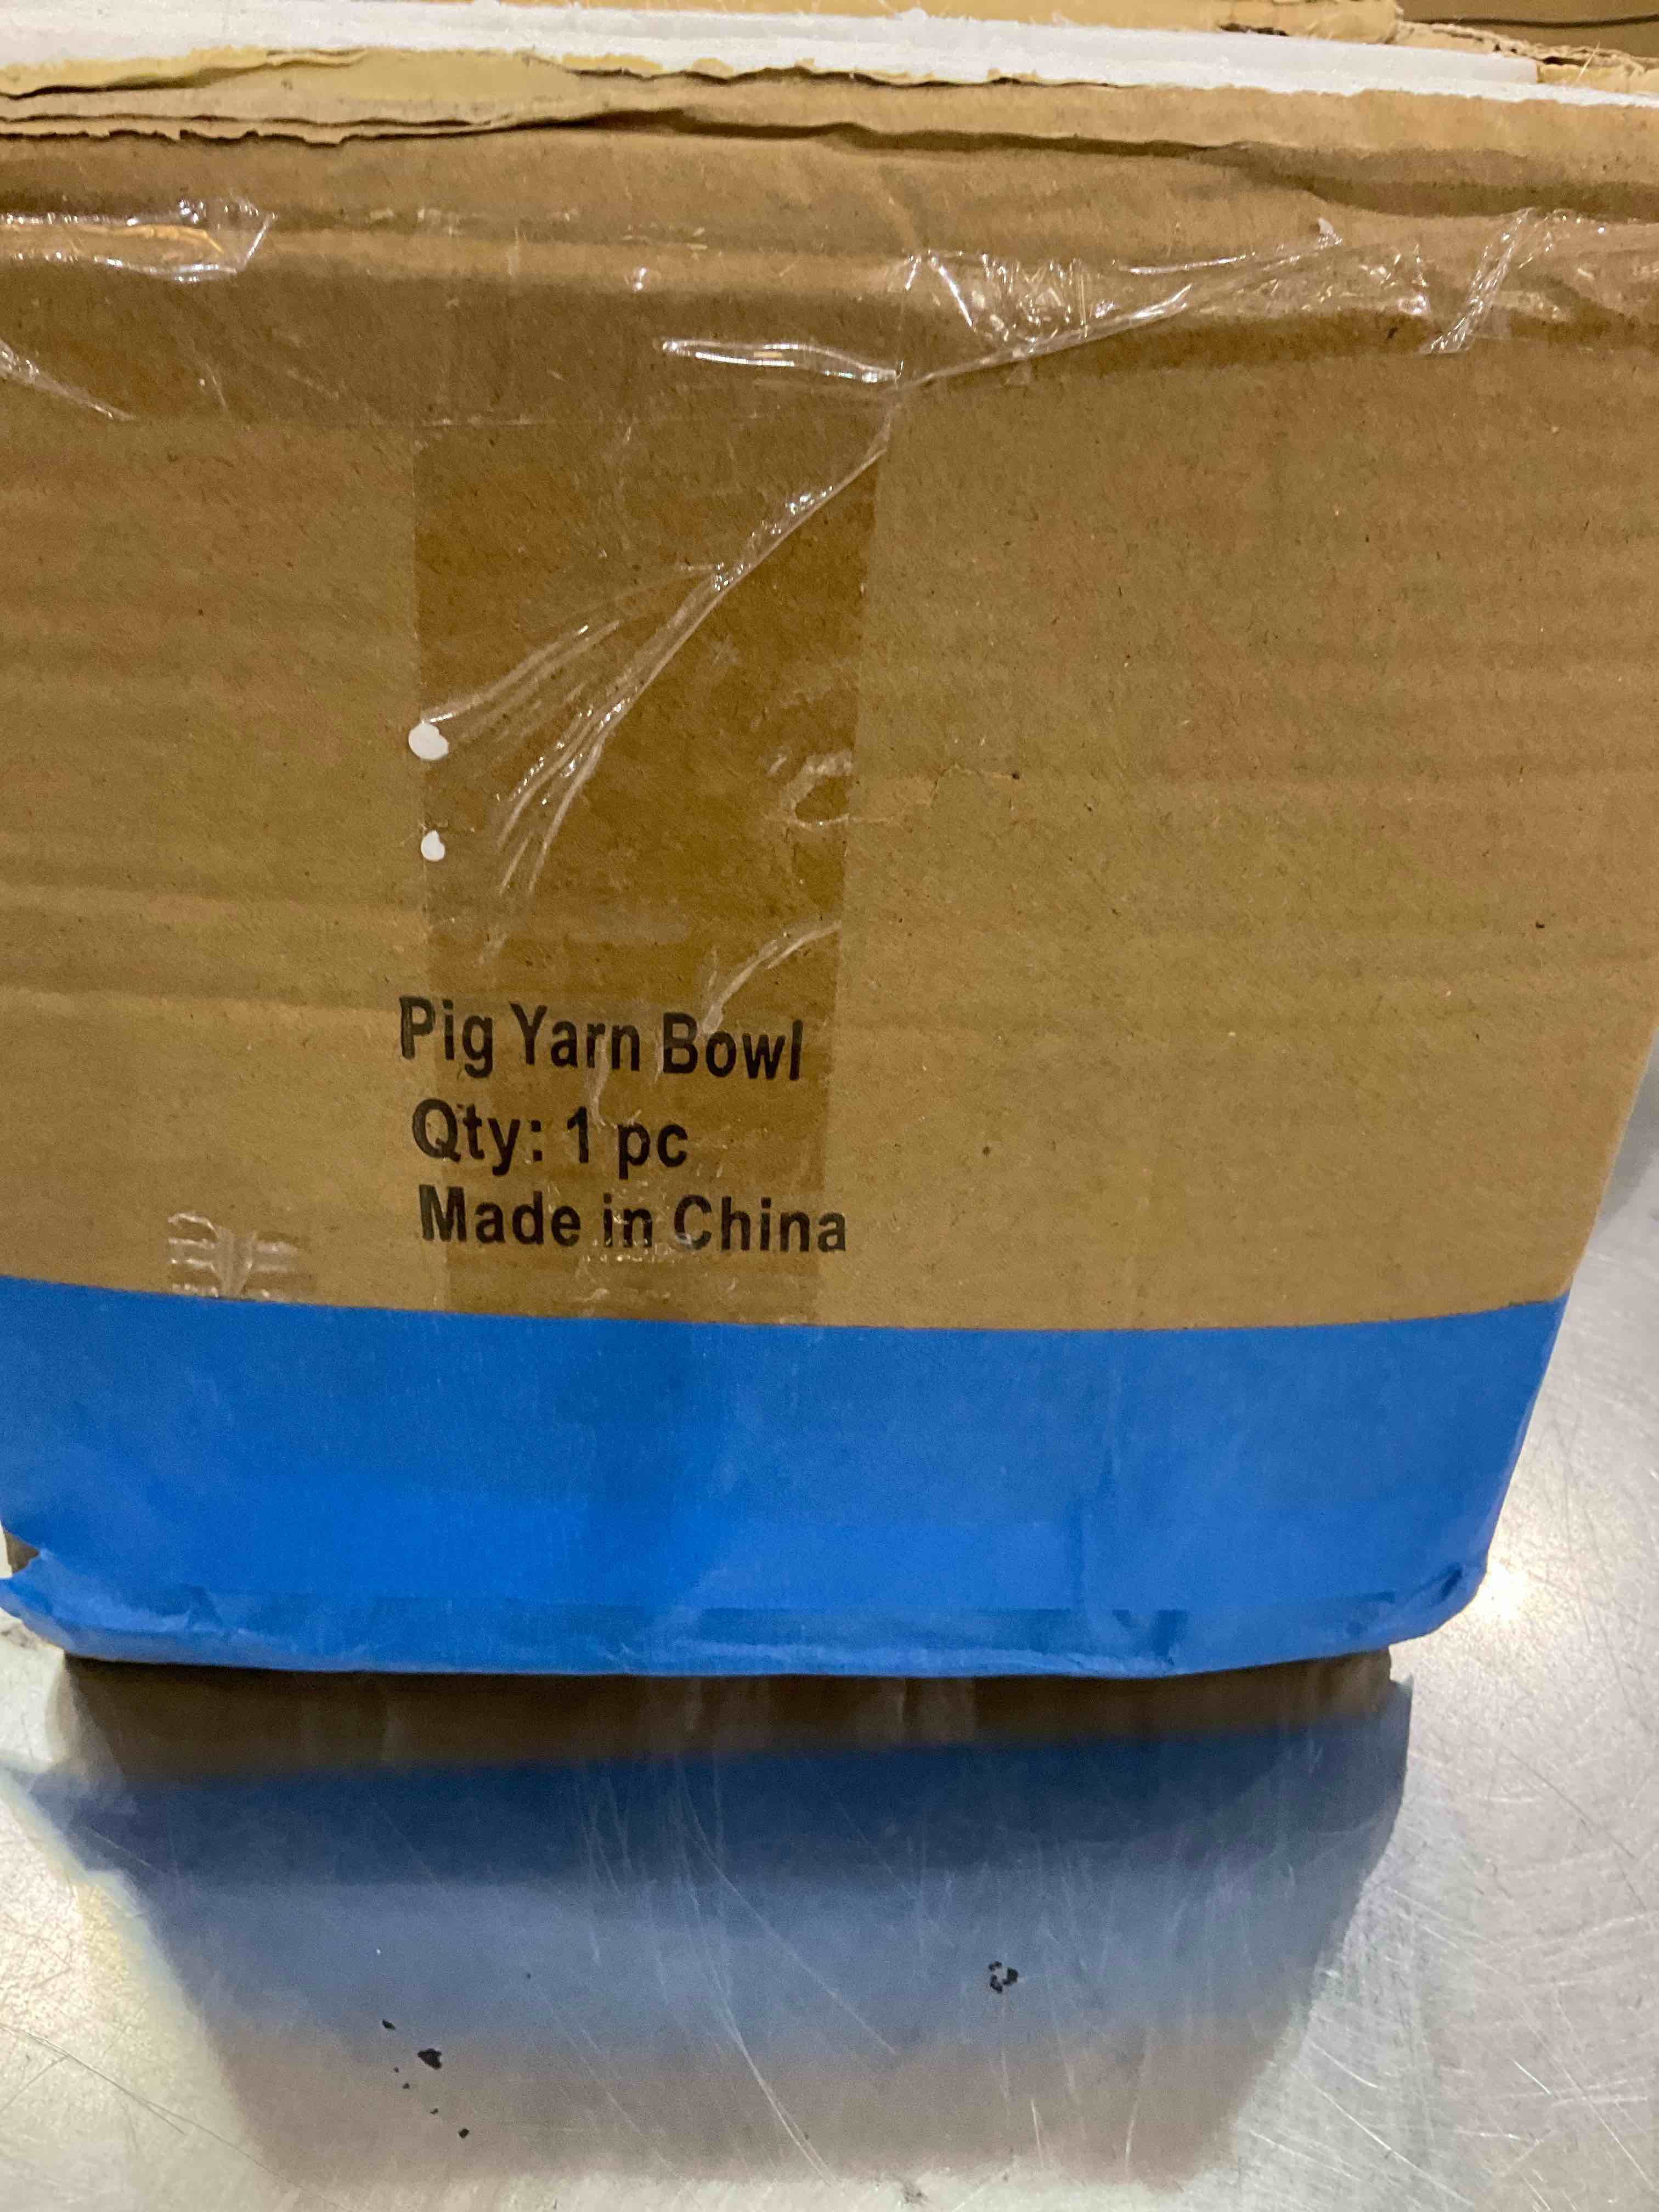 Pig Yarn Bowl
Qty: 1 pc
Made in China